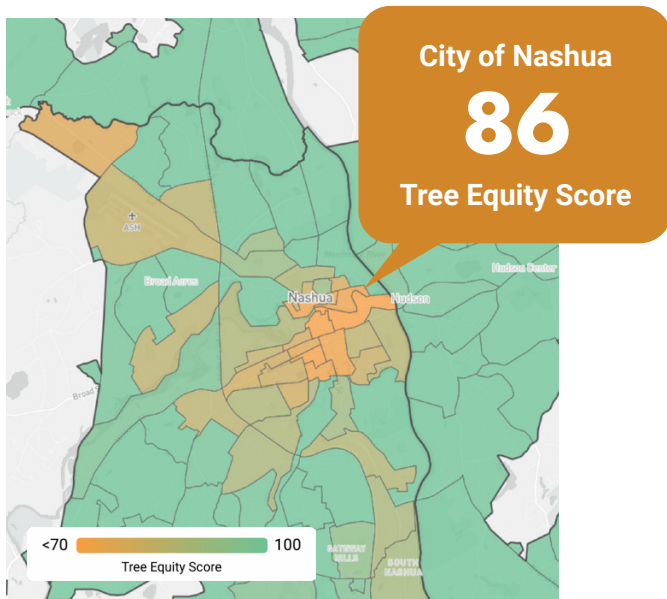 City of Nashua
86
Tree Equity Score
ASH
Broad Acres
Hudson Center
Nashua
Hudson
Broad S
GATEWAY
HILLS
SOUTH
NASHUA
<70
100
Tree Equity Score